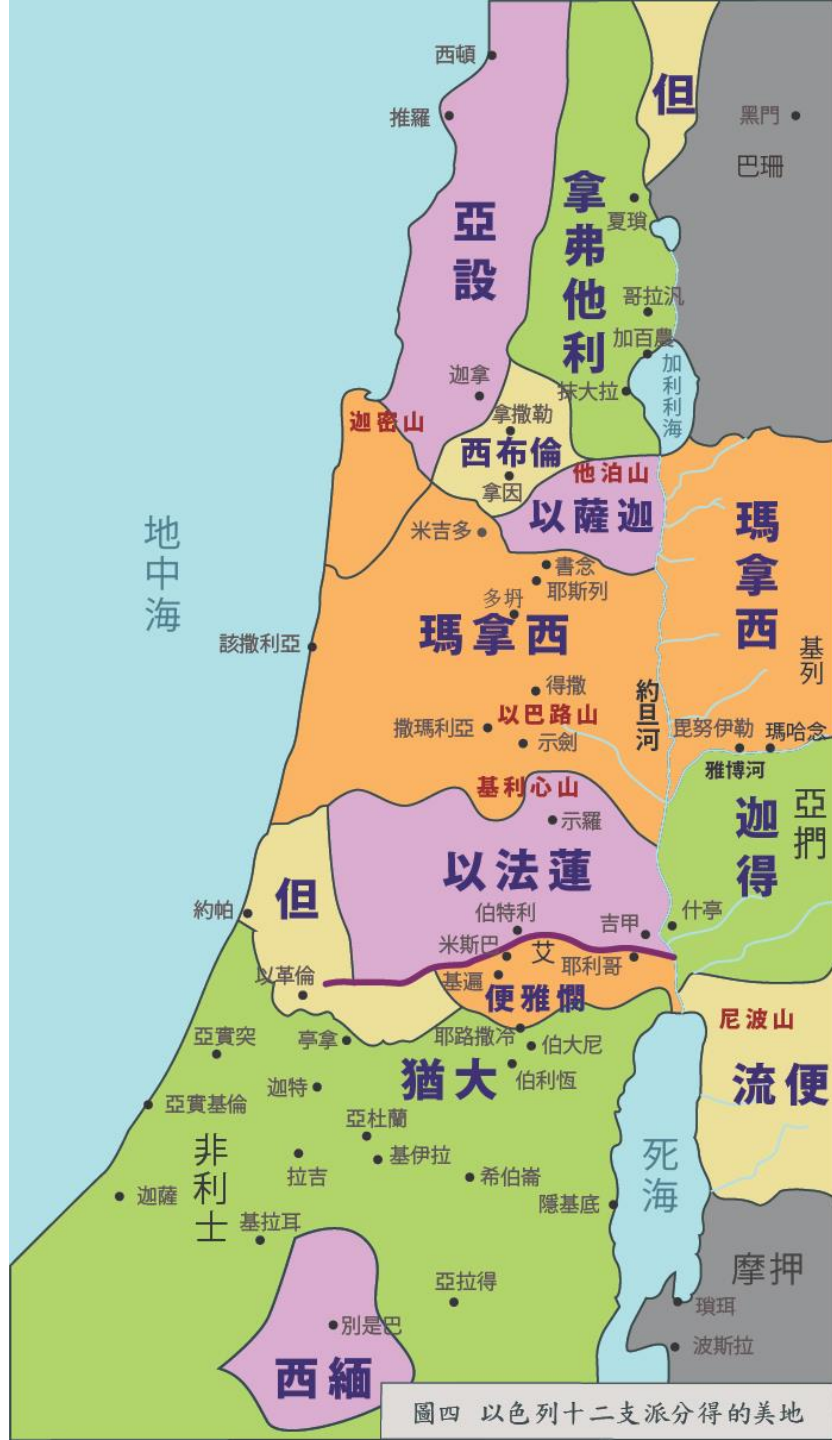 西頓
但
推羅
黑門
巴珊
亞設
拿弗他利
夏瑣
哥拉汛
加百農
加利利海
抹大拉
迦拿
迦密山
拿撒勒
西布倫
拿因
他泊山
以薩迦
米吉多
書念
耶斯列
多坍
瑪拿西
瑪拿西
地中海
該撒利亞
基列
得撒
約旦河
以巴路山
撒瑪利亞
示劍
毘努伊勒
瑪哈念
雅博河
基利心山
示羅
迦得
亞捫
以法蓮
但
約帕
伯特利
吉甲
什亭
米斯巴
艾
耶利哥
以革倫
基遍
便雅憫
尼波山
亞實突
亭拿
耶路撒冷
伯大尼
猶大
伯利恆
流便
迦特
亞實基倫
亞杜蘭
非利士
基伊拉
拉吉
希伯崙
死海
迦薩
隱基底
基拉耳
摩押
亞拉得
瑣珥
別是巴
波斯拉
西緬
圖四 以色列十二支派分得的美地